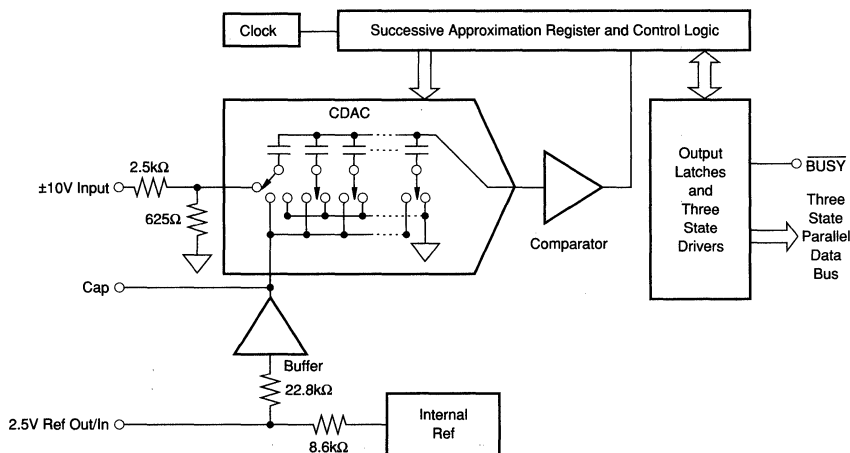 Clock
Successive Approximation Register and Control Logic
CDAC
2.5kΩ
±10V Input
625Ω
Comparator
Output
Latches
and
Three
State
Drivers
BUSY
Three
State
Parallel
Data
Bus
Cap
Buffer
22.8kΩ
2.5V Ref Out/In
8.6kΩ
Internal
Ref